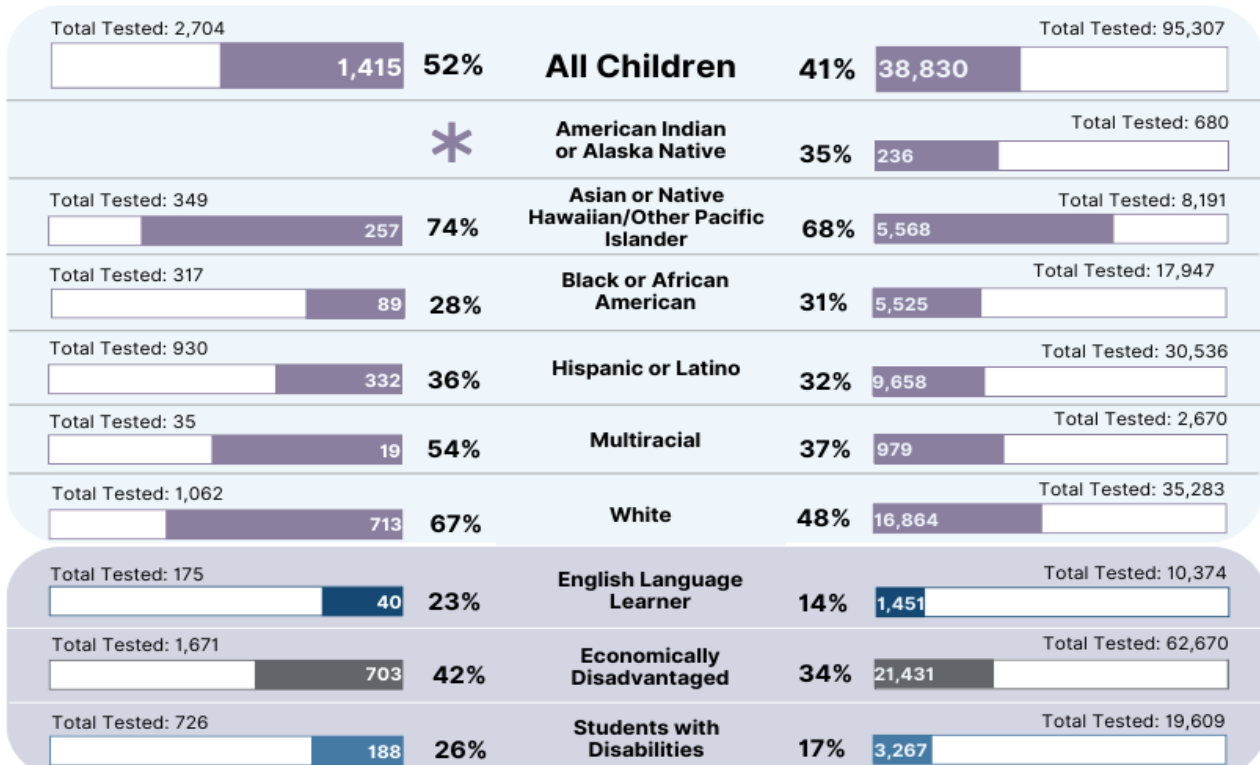 Total Tested: 2,704
Total Tested: 95,307
1,415 52% All Children 41% 38,830
American Indian
or Alaska Native
Total Tested: 680
* 35% 236
Total Tested: 349
Asian or Native
Hawaiian/Other Pacific
Islander
Total Tested: 8,191
257 74% 68% 5,568
Total Tested: 317
Black or African
American
Total Tested: 17,947
89 28% 31% 5,525
Total Tested: 930
Hispanic or Latino
Total Tested: 30,536
332 36% 32% 9,658
Total Tested: 35
Multiracial
Total Tested: 2,670
19 54% 37% 979
Total Tested: 1,062
White
Total Tested: 35,283
713 67% 48% 16,864
Total Tested: 175
English Language
Learner
Total Tested: 10,374
40 23% 14% 1,451
Total Tested: 1,671
Economically
Disadvantaged
Total Tested: 62,670
703 42% 34% 21,431
Total Tested: 726
Students with
Disabilities
Total Tested: 19,609
188 26% 17% 3,267